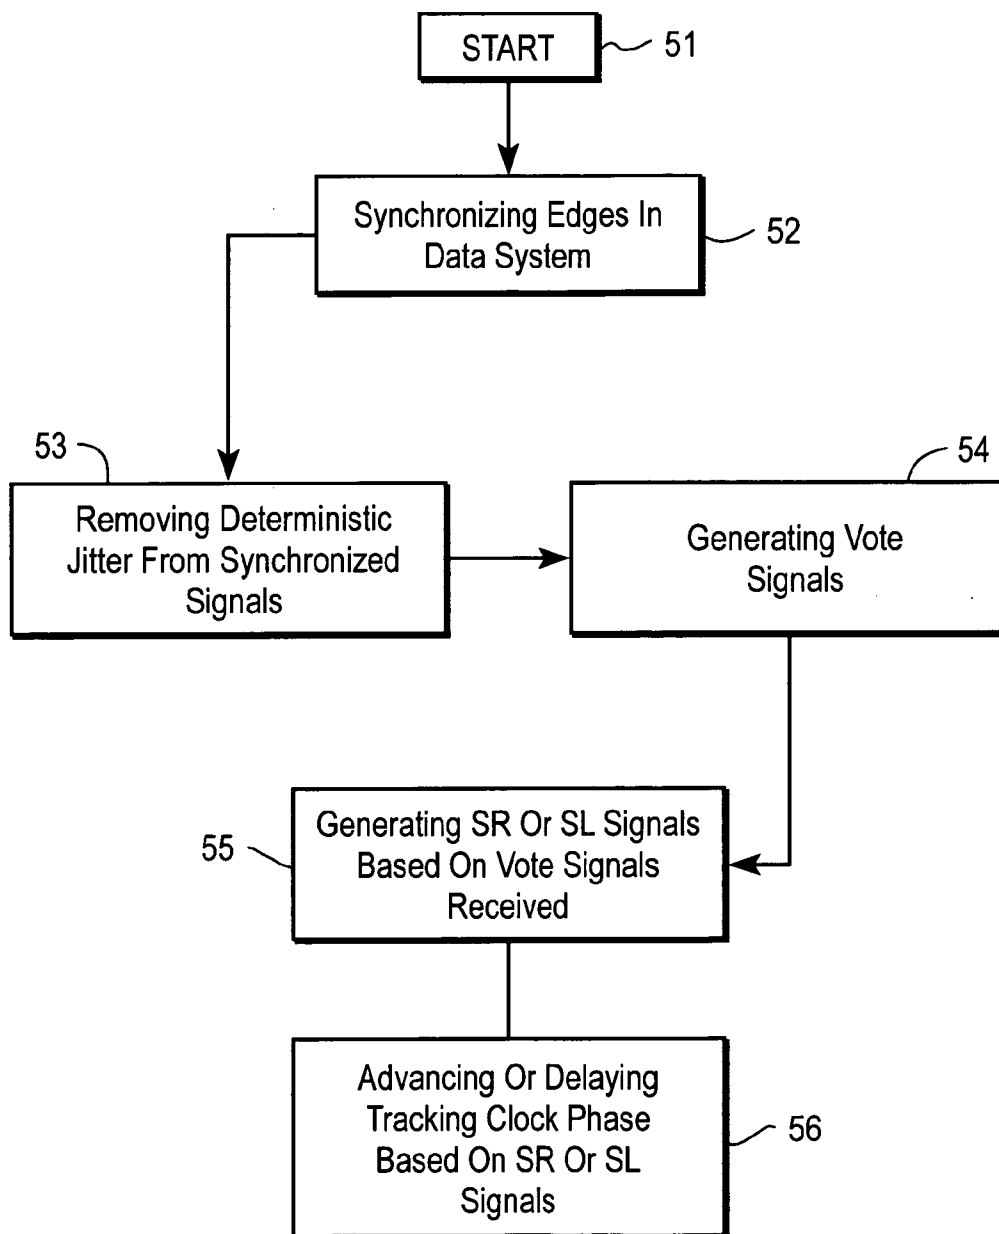 START
51
Synchronizing Edges In
Data System
52
53
Removing Deterministic
Jitter From Synchronized
Signals
54
Generating Vote
Signals
55
Generating SR Or SL Signals
Based On Vote Signals
Received
Advancing Or Delaying
Tracking Clock Phase
Based On SR Or SL
Signals
56